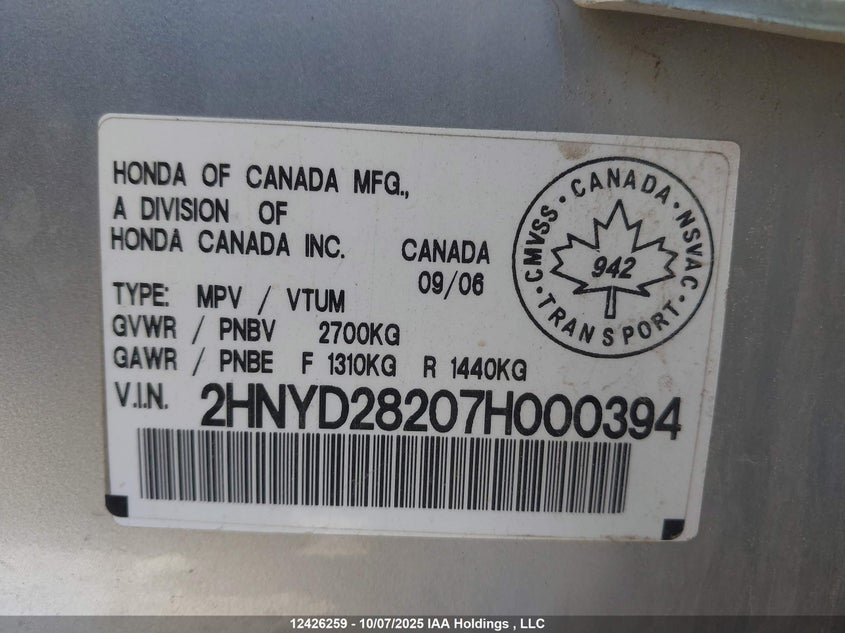 HONDA OF CANADA MFG.,
A DIVISION OF
HONDA CANADA INC.
CANADA
09/06
TYPE: MPV / VTUM
GVWR / PNBV 2700KG
GAWR / PNBE F 1310KG R 1440KG
V.I.N. 2HNYD28207H000394
CMVSS · CANADA · NSVAC · TRANSPORT ·
942
12426259 - 10/07/2025 IAA Holdings , LLC